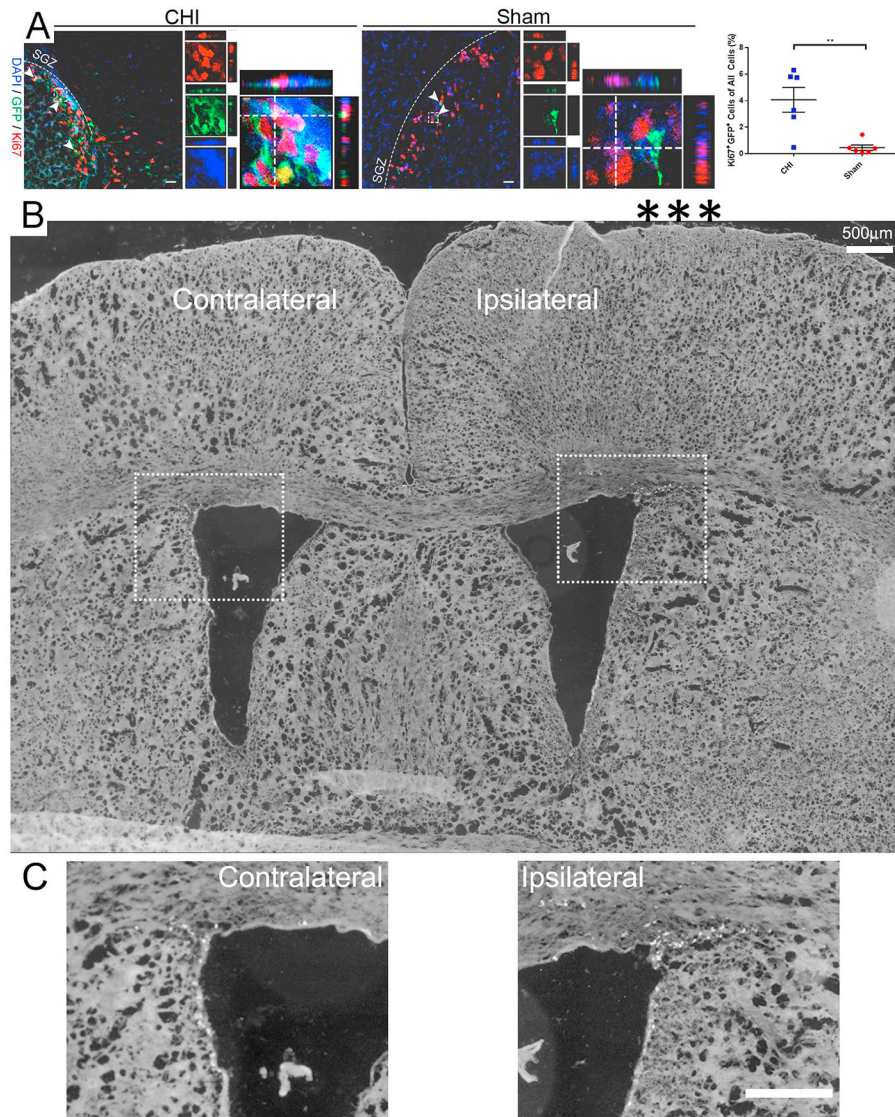 A
CHI
Sham
DAPI / GFP / Ki67
SGZ
SGZ
Ki67+GFP+ Cells of All Cells (%)
**
8
6
4
2
0
CHI
Sham
B
***
500μm
Contralateral
Ipsilateral
C
Contralateral
Ipsilateral